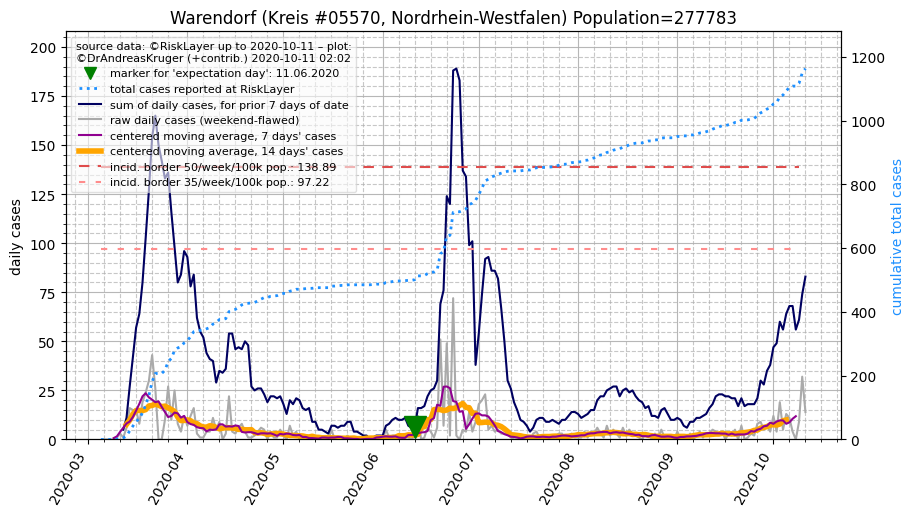 Warendorf (Kreis #05570, Nordrhein-Westfalen) Population=277783
source data: ©RiskLayer up to 2020-10-11 – plot:
©DrAndreasKruger (+contrib.) 2020-10-11 02:02
marker for 'expectation day': 11.06.2020
total cases reported at RiskLayer
sum of daily cases, for prior 7 days of date
raw daily cases (weekend-flawed)
centered moving average, 7 days' cases
centered moving average, 14 days' cases
incid. border 50/week/100k pop.: 138.89
incid. border 35/week/100k pop.: 97.22
daily cases
200
175
150
125
100
75
50
25
0
cumulative total cases
1200
1000
800
600
400
200
0
2020-03
2020-04
2020-05
2020-06
2020-07
2020-08
2020-09
2020-10